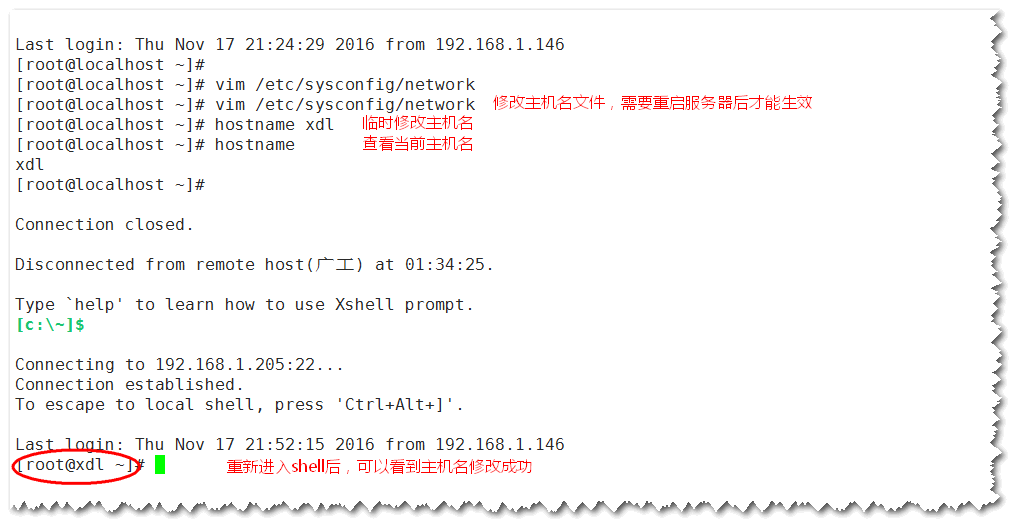 Last login: Thu Nov 17 21:24:29 2016 from 192.168.1.146
[root@localhost ~]#
[root@localhost ~]# vim /etc/sysconfig/network
[root@localhost ~]# vim /etc/sysconfig/network 修改主机名文件，需要重启服务器后才能生效
[root@localhost ~]# hostname xdl 临时修改主机名
[root@localhost ~]# hostname 查看当前主机名
xdl
[root@localhost ~]#
Connection closed.
Disconnected from remote host(广工) at 01:34:25.
Type `help' to learn how to use Xshell prompt.
[c:\~]$
Connecting to 192.168.1.205:22...
Connection established.
To escape to local shell, press 'Ctrl+Alt+]'.
Last login: Thu Nov 17 21:52:15 2016 from 192.168.1.146
[root@xdl ~]# 重新进入shell后，可以看到主机名修改成功